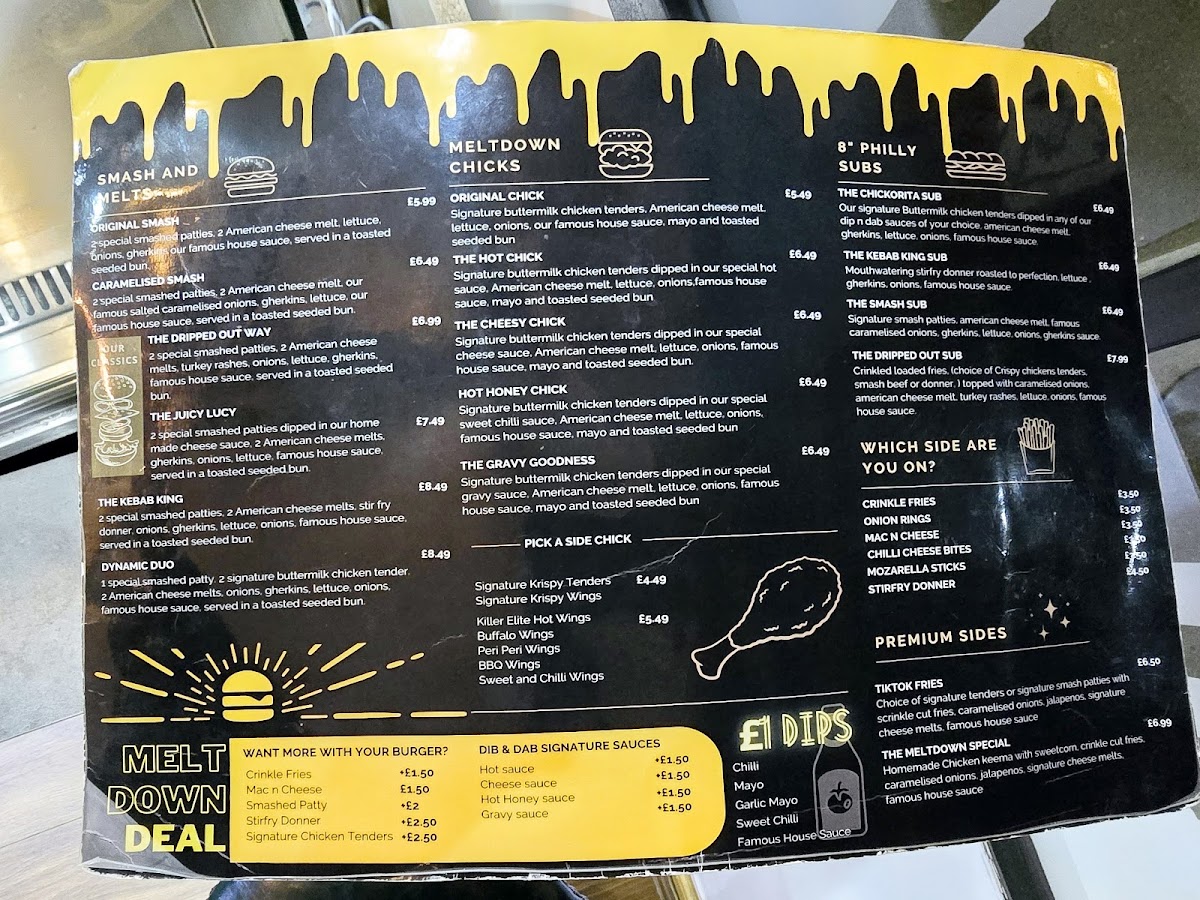 SMASH AND
MELTS
ORIGINAL SMASH
£5.99
2 special smashed patties, 2 American cheese melt, lettuce,
onions, gherkins, our famous house sauce, served in a toasted
seeded bun.
CARAMELISED SMASH
£6.49
2 special smashed patties, 2 American cheese melt, our
famous salted caramelised onions, gherkins, lettuce, our
famous house sauce, served in a toasted seeded bun.
OUR
CLASSICS
THE DRIPPED OUT WAY
£6.99
2 special smashed patties, 2 American cheese
melts, turkey rashes, onions, lettuce, gherkins,
famous house sauce, served in a toasted seeded
bun.
THE JUICY LUCY
£7.49
2 special smashed patties dipped in our home
made cheese sauce, 2 American cheese melts,
gherkins, onions, lettuce, famous house sauce,
served in a toasted seeded bun.
THE KEBAB KING
£8.49
2 special smashed patties, 2 American cheese melts, stir fry
donner, onions, gherkins, lettuce, onions, famous house sauce,
served in a toasted seeded bun.
DYNAMIC DUO
£8.49
1 special smashed patty, 2 signature buttermilk chicken tender,
2 American cheese melts, onions, gherkins, lettuce, onions,
famous house sauce, served in a toasted seeded bun.
MELTDOWN
CHICKS
ORIGINAL CHICK
£5.49
Signature buttermilk chicken tenders, American cheese melt,
lettuce, onions, our famous house sauce, mayo and toasted
seeded bun
THE HOT CHICK
£6.49
Signature buttermilk chicken tenders dipped in our special hot
sauce, American cheese melt, lettuce, onions,famous house
sauce, mayo and toasted seeded bun
THE CHEESY CHICK
£6.49
Signature buttermilk chicken tenders dipped in our special
cheese sauce, American cheese melt, lettuce, onions, famous
house sauce, mayo and toasted seeded bun.
HOT HONEY CHICK
£6.49
Signature buttermilk chicken tenders dipped in our special
sweet chilli sauce, American cheese melt, lettuce, onions,
famous house sauce, mayo and toasted seeded bun
THE GRAVY GOODNESS
£6.49
Signature buttermilk chicken tenders dipped in our special
gravy sauce, American cheese melt, lettuce, onions, famous
house sauce, mayo and toasted seeded bun
PICK A SIDE CHICK
Signature Krispy Tenders £4.49
Signature Krispy Wings
Killer Elite Hot Wings £5.49
Buffalo Wings
Peri Peri Wings
BBQ Wings
Sweet and Chilli Wings
8" PHILLY
SUBS
THE CHICKORITA SUB
£6.49
Our signature Buttermilk chicken tenders dipped in any of our
dip n dab sauces of your choice, american cheese melt,
gherkins, lettuce, onions, famous house sauce.
THE KEBAB KING SUB
£6.49
Mouthwatering stirfry donner roasted to perfection, lettuce ,
gherkins, onions, famous house sauce.
THE SMASH SUB
£6.49
Signature smash patties, american cheese melt, famous
caramelised onions, gherkins, lettuce, onions, gherkins sauce.
THE DRIPPED OUT SUB
£7.99
Crinkled loaded fries, (choice of Crispy chickens tenders,
smash beef or donner, ) topped with caramelised onions,
american cheese melt, turkey rashes, lettuce, onions, famous
house sauce.
WHICH SIDE ARE
YOU ON?
CRINKLE FRIES £3.50
ONION RINGS £3.50
MAC N CHEESE £3.50
CHILLI CHEESE BITES
MOZARELLA STICKS £3.50
STIRFRY DONNER £4.50
PREMIUM SIDES
TIKTOK FRIES
£6.50
Choice of signature tenders or signature smash patties with
scrinkle cut fries, caramelised onions, jalapenos, signature
cheese melts, famous house sauce
THE MELTDOWN SPECIAL
£6.99
Homemade Chicken keema with sweetcorn, crinkle cut fries,
caramelised onions, jalapenos, signature cheese melts,
famous house sauce
MELT
DOWN
DEAL
WANT MORE WITH YOUR BURGER?
Crinkle Fries +£1.50
Mac n Cheese £1.50
Smashed Patty +£2
Stirfry Donner +£2.50
Signature Chicken Tenders +£2.50
DIB & DAB SIGNATURE SAUCES
Hot sauce +£1.50
Cheese sauce +£1.50
Hot Honey sauce +£1.50
Gravy sauce +£1.50
£1 DIPS
Chilli
Mayo
Garlic Mayo
Sweet Chilli
Famous House Sauce